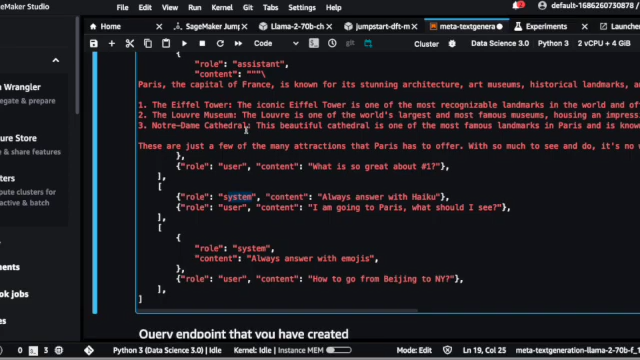 SageMaker Studio
File Edit View Run Kernel Git Tabs Settings Help
default-1686260730878 /
Home
SageMaker Jump
Llama-2-70b-ch
jumpstart-dft-m
meta-textgenera
Experiments
Launcher
Code
Cluster
Data Science 3.0
Python 3
2 vCPU + 4 GiB
Wrangler
{
"role": "assistant",
"content": """\
Paris, the capital of France, is known for its stunning architecture, art museums, historical landmarks,
1. The Eiffel Tower: The iconic Eiffel Tower is one of the most recognizable landmarks in the world and
2. The Louvre Museum: The Louvre is one of the world's largest and most famous museums, housing an
3. Notre-Dame Cathedral: This beautiful cathedral is one of the most famous landmarks in Paris and is
These are just a few of the many attractions that Paris has to offer. With so much to see and do, it's no
},
{"role": "user", "content": "What is so great about #1?"},
],
[
{"role": "system", "content": "Always answer with Haiku"},
{"role": "user", "content": "I am going to Paris, what should I see?"},
],
[
{
"role": "system",
"content": "Always answer with emojis",
},
{"role": "user", "content": "How to go from Beijing to NY?"},
],
]
egate & prepare
ure Store
& share features
ters
pute clusters for
active & batch
ments
ok jobs
es
Query endpoint that you have created
0 3
Python 3 (Data Science 3.0) | Idle
Kernel: Idle | Instance MEM
Mode: Edit
Ln 19, Col 25
meta-textgeneration-llama-2-70b-f_1